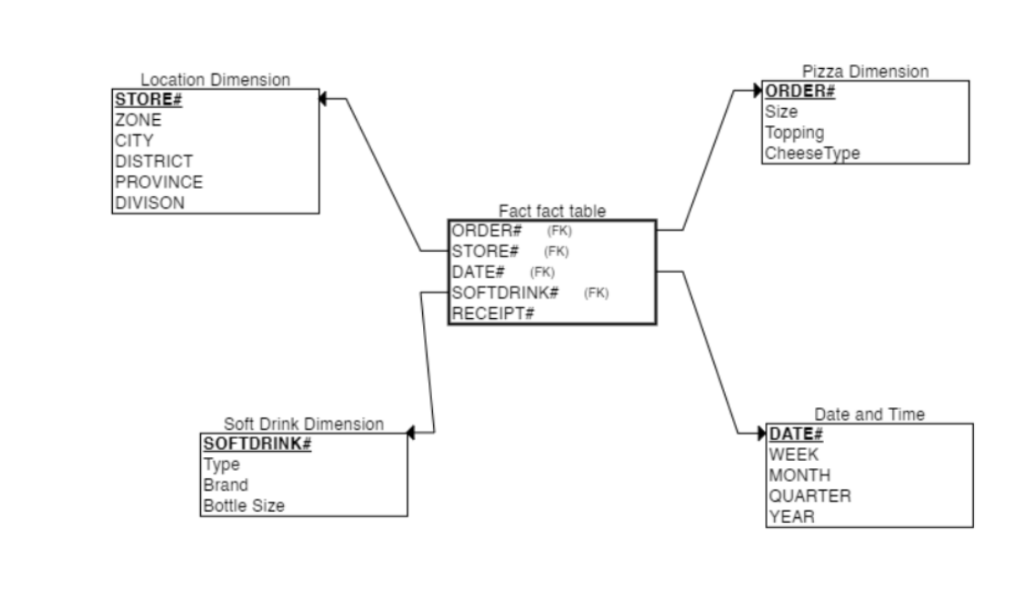 Location Dimension
STORE#
ZONE
CITY
DISTRICT
PROVINCE
DIVISON
Pizza Dimension
ORDER#
Size
Topping
CheeseType
Fact fact table
ORDER# (FK)
STORE# (FK)
DATE# (FK)
SOFTDRINK# (FK)
RECEIPT#
Soft Drink Dimension
SOFTDRINK#
Type
Brand
Bottle Size
Date and Time
DATE#
WEEK
MONTH
QUARTER
YEAR